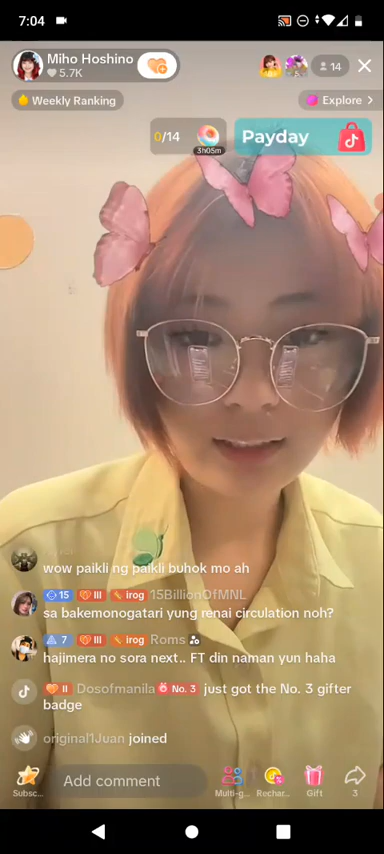 7:04
Miho Hoshino
5.7K
14
Weekly Ranking
Explore
0/14
3h05m
Payday
wow paikli ng paikli buhok mo ah
15 III irog 15BillionOfMNL
sa bakemonogatari yung renai circulation noh?
7 III irog Roms
hajimera no sora next.. FT din naman yun haha
II Dosofmanila No. 3 just got the No. 3 gifter
badge
original1Juan joined
Subsc...
Add comment
Multi-g...
Rechar...
Gift
3